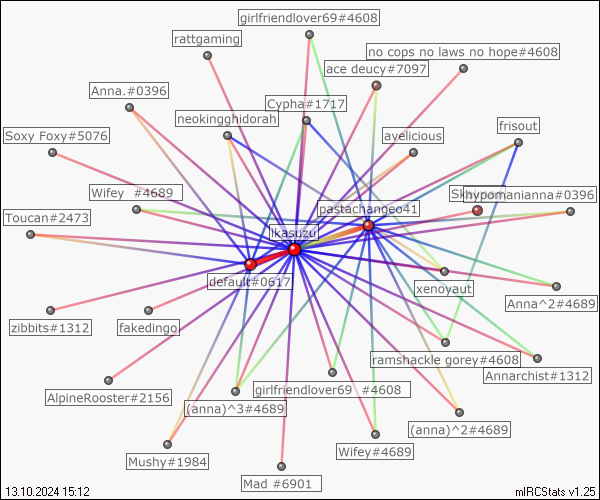 girlfriendlover69#4608
rattgaming
no cops no laws no hope#4608
ace deucy#7097
Anna.#0396
Cypha#1717
neokingghidorah
frisout
Soxy Foxy#5076
avelicious
Wifey #4689
hypomanianna#0396
pastachangeo41
Toucan#2473
ikasuzu
default#0617
xenoyaut
Anna^2#4689
zibbits#1312
fakedingo
ramshackle gorey#4608
Annarchist#1312
AlpineRooster#2156
girlfriendlover69 #4608
(anna)^3#4689
(anna)^2#4689
Wifey#4689
Mushy#1984
Mad #6901
13.10.2024 15:12
mIRCStats v1.25